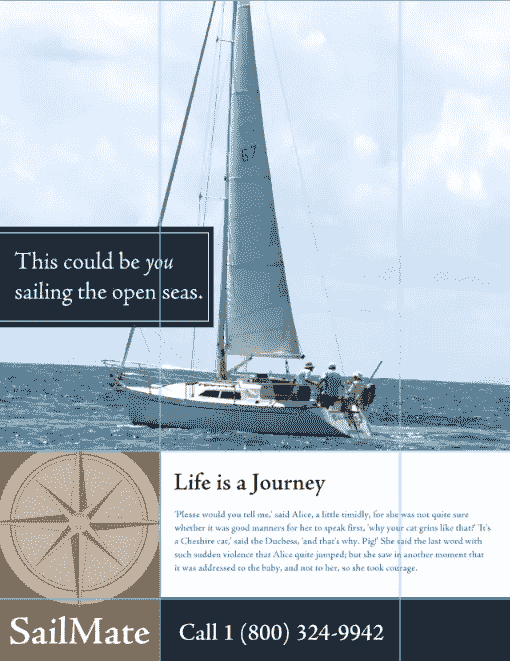 67
This could be you
sailing the open seas.
Life is a Journey
'Please would you tell me,' said Alice, a little timidly, for she was not quite sure
whether it was good manners for her to speak first, 'why your cat grins like that?' 'It's
a Cheshire cat,' said the Duchess, 'and that's why. Pig!' She said the last word with
such sudden violence that Alice quite jumped; but she saw in another moment that
it was addressed to the baby, and not to her, so she took courage.
SailMate
Call 1 (800) 324-9942